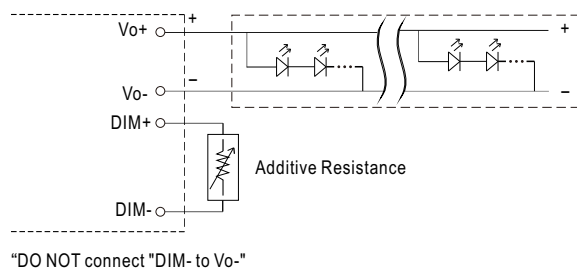 Vo+
+
+
−
Vo-
−
DIM+
Additive Resistance
DIM-
“DO NOT connect "DIM- to Vo-"